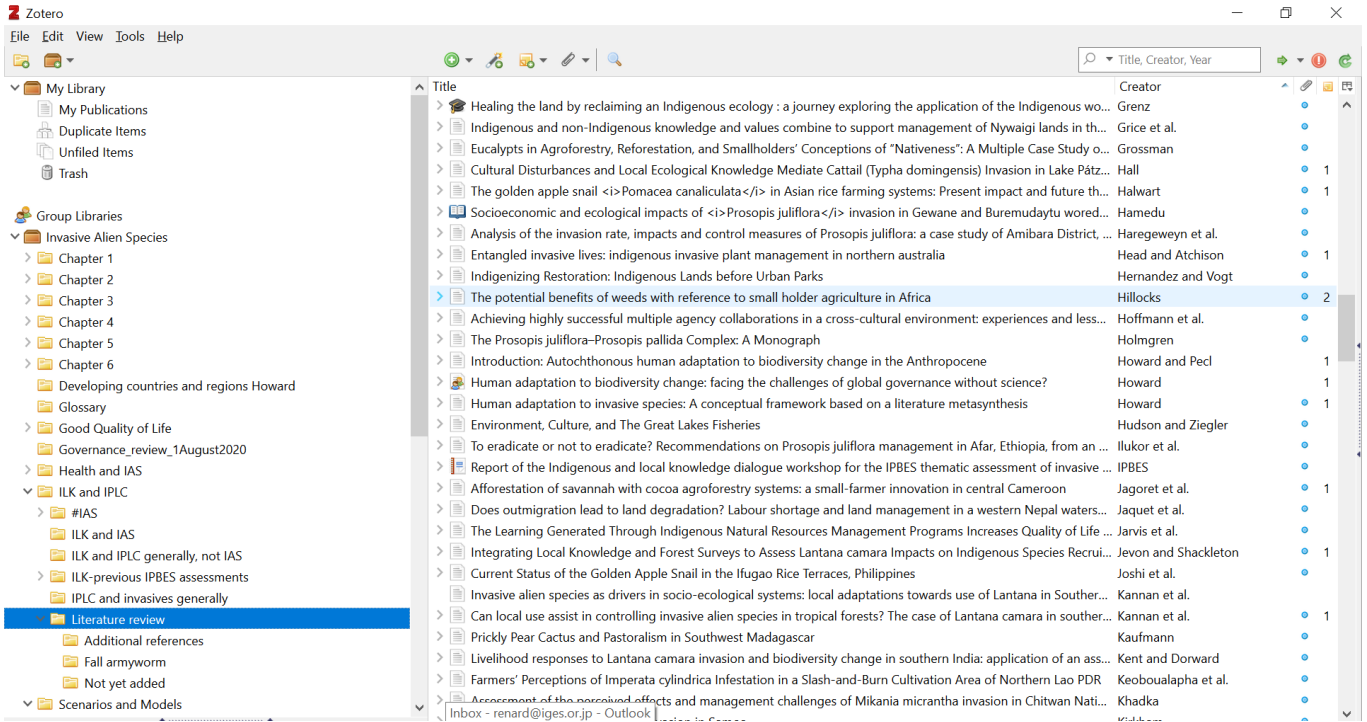 Zotero
File Edit View Tools Help
Title, Creator, Year
My Library
My Publications
Duplicate Items
Unfiled Items
Trash
Group Libraries
Invasive Alien Species
Chapter 1
Chapter 2
Chapter 3
Chapter 4
Chapter 5
Chapter 6
Developing countries and regions Howard
Glossary
Good Quality of Life
Governance_review_1August2020
Health and IAS
ILK and IPLC
#IAS
ILK and IAS
ILK and IPLC generally, not IAS
ILK-previous IPBES assessments
IPLC and invasives generally
Literature review
Additional references
Fall armyworm
Not yet added
Scenarios and Models
Title Creator
Healing the land by reclaiming an Indigenous ecology : a journey exploring the application of the Indigenous wo... Grenz
Indigenous and non-Indigenous knowledge and values combine to support management of Nywaigi lands in th... Grice et al.
Eucalypts in Agroforestry, Reforestation, and Smallholders' Conceptions of "Nativeness": A Multiple Case Study o... Grossman
Cultural Disturbances and Local Ecological Knowledge Mediate Cattail (Typha domingensis) Invasion in Lake Pátz... Hall 1
The golden apple snail <i>Pomacea canaliculata</i> in Asian rice farming systems: Present impact and future th... Halwart 1
Socioeconomic and ecological impacts of <i>Prosopis juliflora</i> invasion in Gewane and Buremudaytu wored... Hamedu
Analysis of the invasion rate, impacts and control measures of Prosopis juliflora: a case study of Amibara District, ... Haregeweyn et al.
Entangled invasive lives: indigenous invasive plant management in northern australia Head and Atchison 1
Indigenizing Restoration: Indigenous Lands before Urban Parks Hernandez and Vogt
The potential benefits of weeds with reference to small holder agriculture in Africa Hillocks 2
Achieving highly successful multiple agency collaborations in a cross-cultural environment: experiences and less... Hoffmann et al.
The Prosopis juliflora–Prosopis pallida Complex: A Monograph Holmgren
Introduction: Autochthonous human adaptation to biodiversity change in the Anthropocene Howard and Pecl 1
Human adaptation to biodiversity change: facing the challenges of global governance without science? Howard 1
Human adaptation to invasive species: A conceptual framework based on a literature metasynthesis Howard 1
Environment, Culture, and The Great Lakes Fisheries Hudson and Ziegler
To eradicate or not to eradicate? Recommendations on Prosopis juliflora management in Afar, Ethiopia, from an ... Ilukor et al.
Report of the Indigenous and local knowledge dialogue workshop for the IPBES thematic assessment of invasive ... IPBES
Afforestation of savannah with cocoa agroforestry systems: a small-farmer innovation in central Cameroon Jagoret et al. 1
Does outmigration lead to land degradation? Labour shortage and land management in a western Nepal waters... Jaquet et al.
The Learning Generated Through Indigenous Natural Resources Management Programs Increases Quality of Life ... Jarvis et al.
Integrating Local Knowledge and Forest Surveys to Assess Lantana camara Impacts on Indigenous Species Recrui... Jevon and Shackleton 1
Current Status of the Golden Apple Snail in the Ifugao Rice Terraces, Philippines Joshi et al.
Invasive alien species as drivers in socio-ecological systems: local adaptations towards use of Lantana in Souther... Kannan et al.
Can local use assist in controlling invasive alien species in tropical forests? The case of Lantana camara in souther... Kannan et al. 1
Prickly Pear Cactus and Pastoralism in Southwest Madagascar Kaufmann
Livelihood responses to Lantana camara invasion and biodiversity change in southern India: application of an ass... Kent and Dorward
Farmers' Perceptions of Imperata cylindrica Infestation in a Slash-and-Burn Cultivation Area of Northern Lao PDR Keoboualapha et al.
Assessment of the perceived effects and management challenges of Mikania micrantha invasion in Chitwan Nati... Khadka
Inbox - renard@iges.or.jp - Outlook